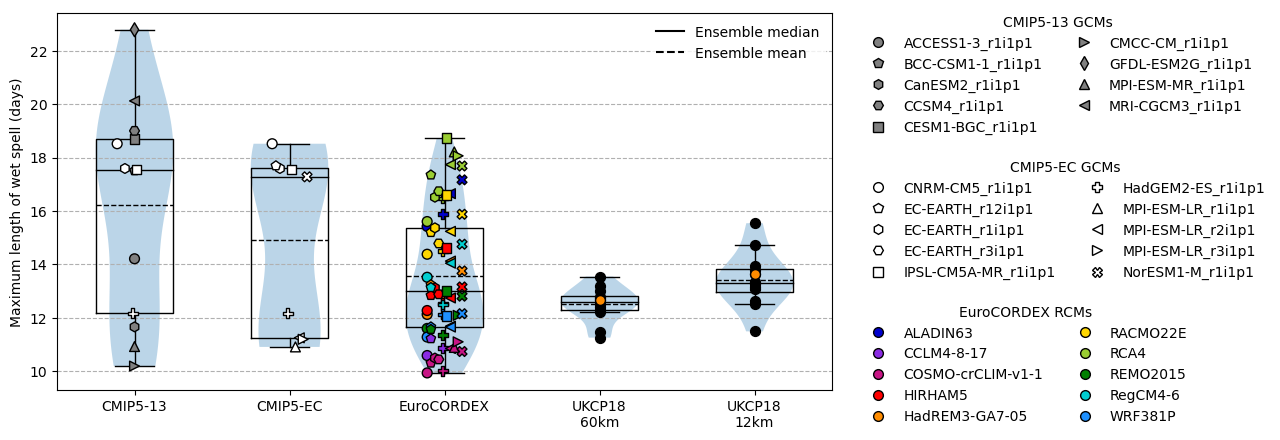 Maximum length of wet spell (days)
22
20
18
16
14
12
10
Ensemble median
Ensemble mean
CMIP5-13
CMIP5-EC
EuroCORDEX
UKCP18
60km
UKCP18
12km
CMIP5-13 GCMs
ACCESS1-3_r1i1p1
BCC-CSM1-1_r1i1p1
CanESM2_r1i1p1
CCSM4_r1i1p1
CESM1-BGC_r1i1p1
CMCC-CM_r1i1p1
GFDL-ESM2G_r1i1p1
MPI-ESM-MR_r1i1p1
MRI-CGCM3_r1i1p1
CMIP5-EC GCMs
CNRM-CM5_r1i1p1
EC-EARTH_r12i1p1
EC-EARTH_r1i1p1
EC-EARTH_r3i1p1
IPSL-CM5A-MR_r1i1p1
HadGEM2-ES_r1i1p1
MPI-ESM-LR_r1i1p1
MPI-ESM-LR_r2i1p1
MPI-ESM-LR_r3i1p1
NorESM1-M_r1i1p1
EuroCORDEX RCMs
ALADIN63
CCLM4-8-17
COSMO-crCLIM-v1-1
HIRHAM5
HadREM3-GA7-05
RACMO22E
RCA4
REMO2015
RegCM4-6
WRF381P